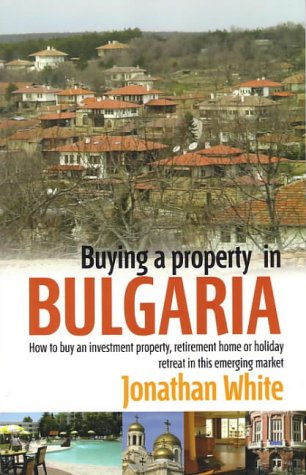 Buying a property in
BULGARIA
How to buy an investment property, retirement home or holiday
retreat in this emerging market
Jonathan White